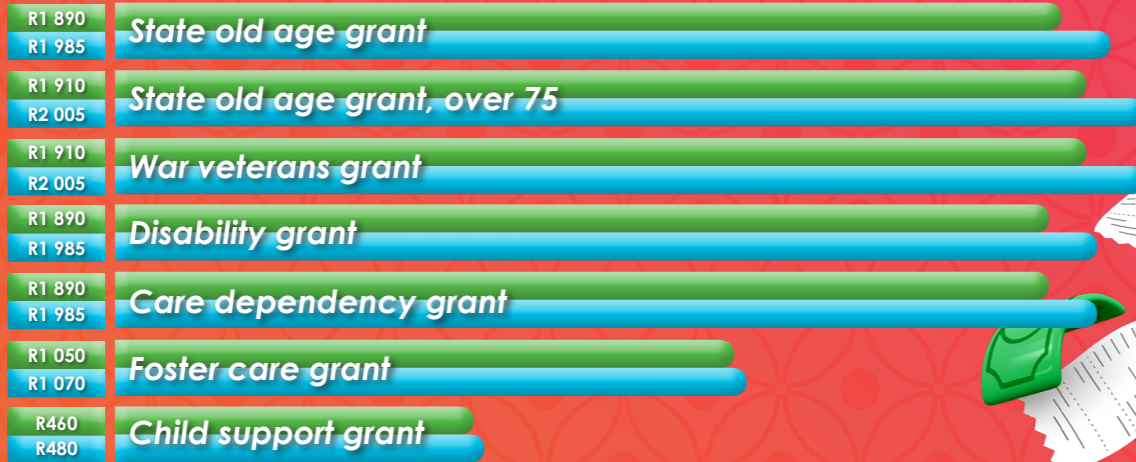 R1 890
State old age grant
R1 985
R1 910
State old age grant, over 75
R2 005
R1 910
War veterans grant
R2 005
R1 890
Disability grant
R1 985
R1 890
Care dependency grant
R1 985
R1 050
Foster care grant
R1 070
R460
Child support grant
R480